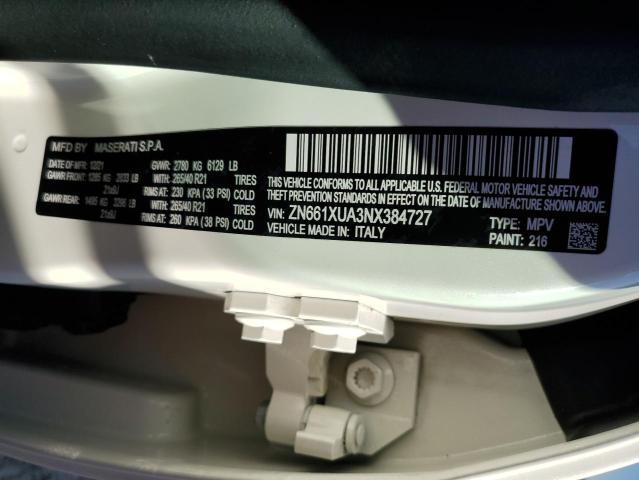 MFD BY MASERATI S.P.A.
DATE OF MFR: 12/21 GVWR: 2780 KG 6129 LB
GAWR FRONT: 1285 KG 2833 LB WITH: 265/40 R21 TIRES
21x9J RIMS AT: 230 KPA (33 PSI) COLD
GAWR REAR: 1495 KG 3296 LB WITH: 265/40 R21 TIRES
21x9J RIMS AT: 260 KPA (38 PSI) COLD
THIS VEHICLE CONFORMS TO ALL APPLICABLE U.S. FEDERAL MOTOR VEHICLE SAFETY AND
THEFT PREVENTION STANDARDS IN EFFECT ON THE DATE OF MANUFACTURE SHOWN ABOVE.
VIN: ZN661XUA3NX384727 TYPE: MPV
VEHICLE MADE IN: ITALY PAINT: 216